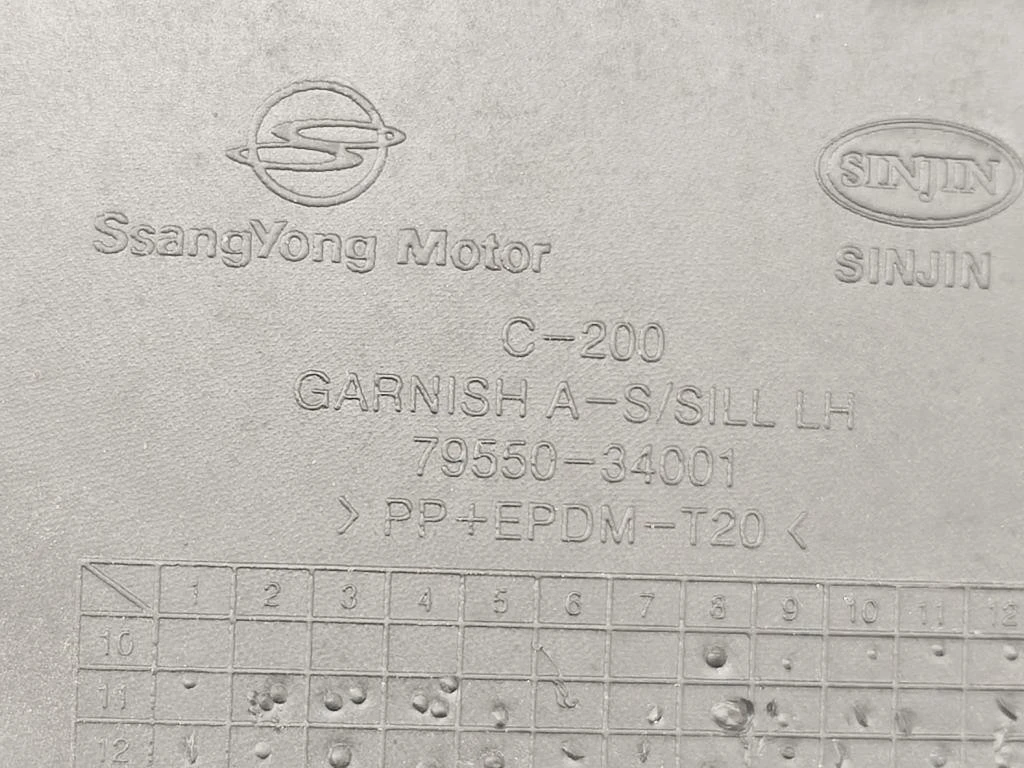 SsangYong Motor
SINJIN
SINJIN
C-200
GARNISH A-S/SILL LH
79550-34001
>PP+EPDM-T20<
1 2 3 4 5 6 7 8 9 10 11 12
10
11
12